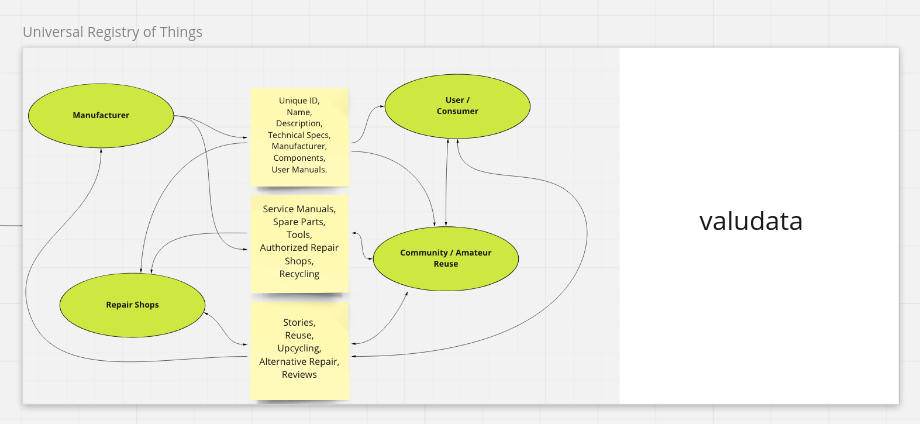 Universal Registry of Things
Manufacturer
Unique ID,
Name,
Description,
Technical Specs,
Manufacturer,
Components,
User Manuals.
User /
Consumer
Service Manuals,
Spare Parts,
Tools,
Authorized Repair
Shops,
Recycling
Community / Amateur
Reuse
Repair Shops
Stories,
Reuse,
Upcycling,
Alternative Repair,
Reviews
valudata